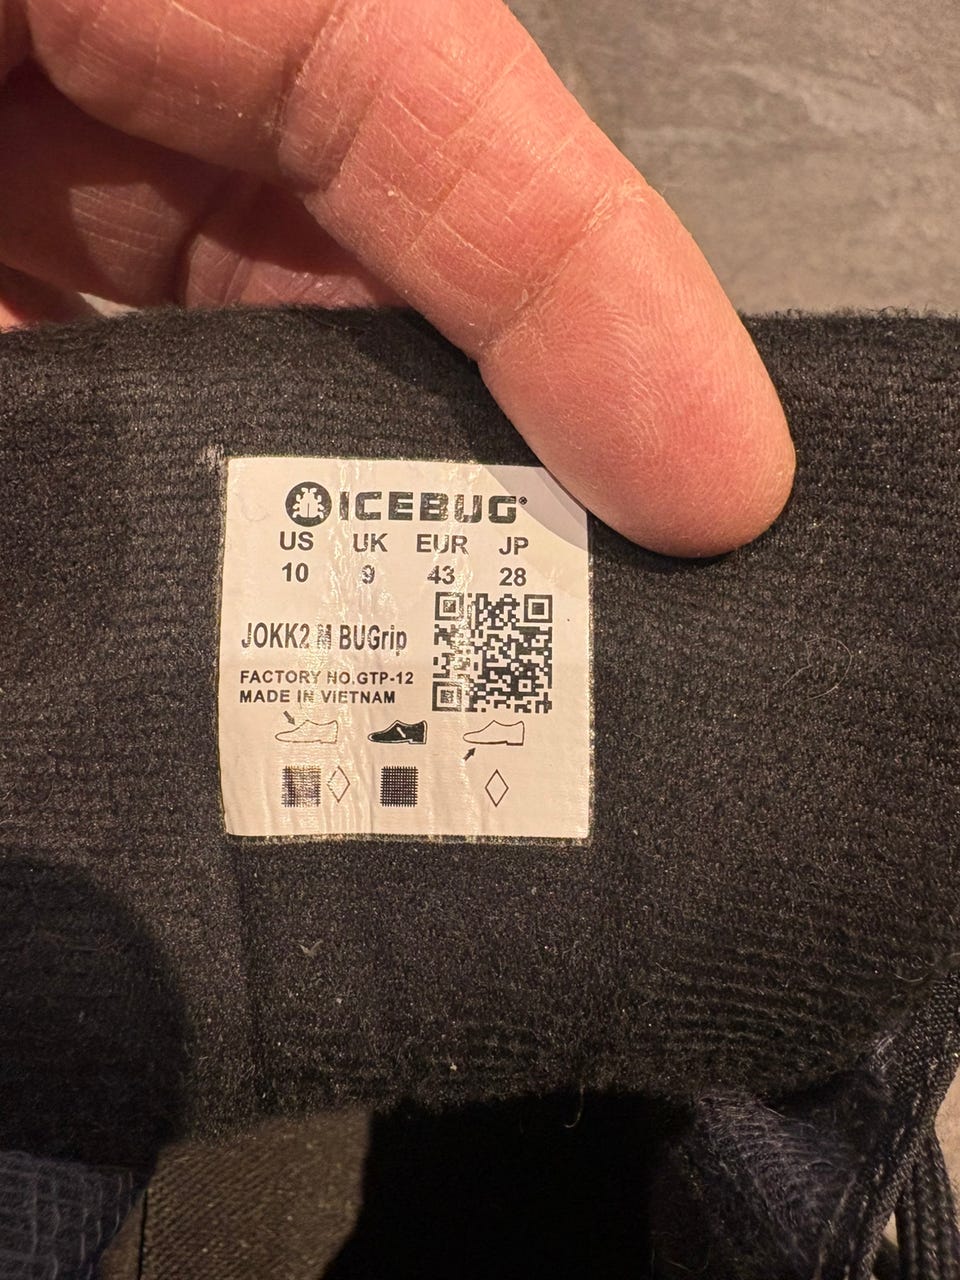 ICEBUG®
US UK EUR JP
10 9 43 28
JOKK2 M BUGrip
FACTORY NO.GTP-12
MADE IN VIETNAM